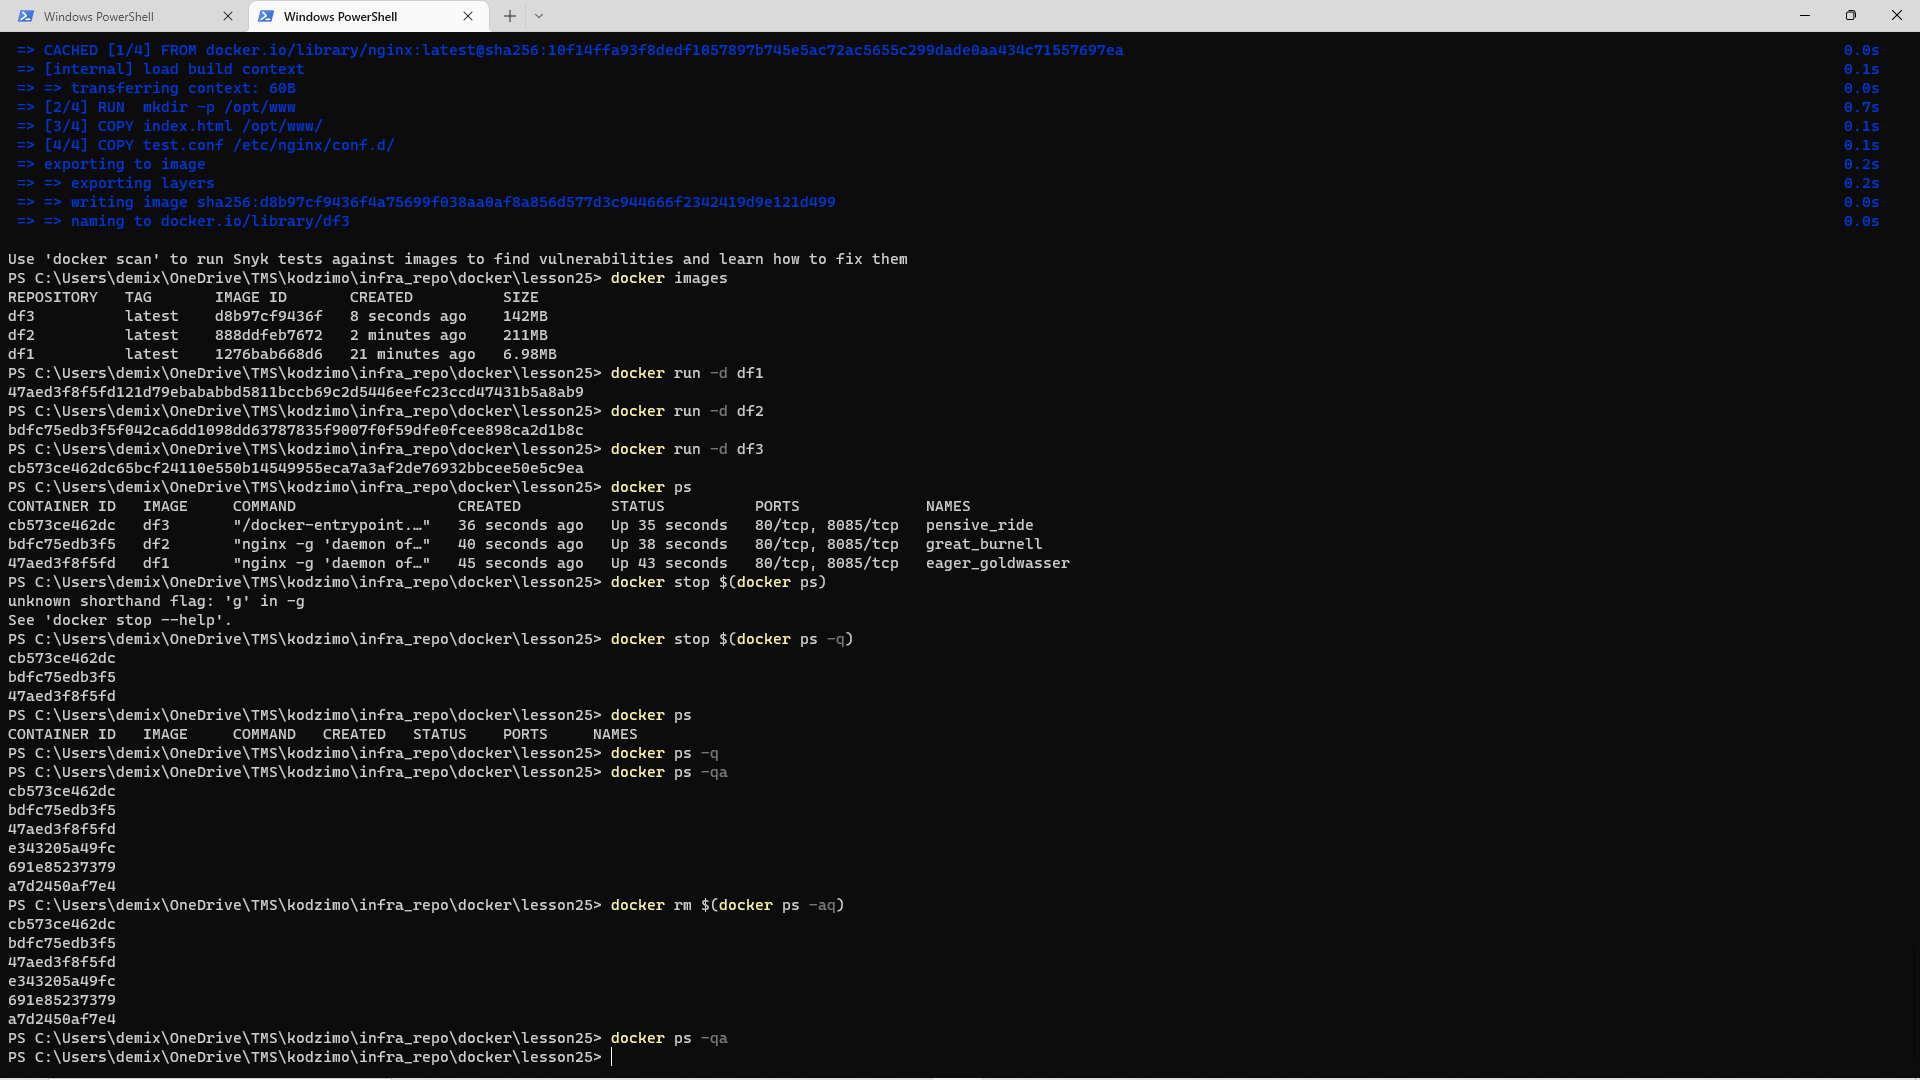 Windows PowerShell
Windows PowerShell
=> CACHED [1/4] FROM docker.io/library/nginx:latest@sha256:10f14ffa93f8dedf1057897b745e5ac72ac5655c299dade0aa434c71557697ea 0.0s
=> [internal] load build context 0.1s
=> => transferring context: 60B 0.0s
=> [2/4] RUN  mkdir -p /opt/www 0.7s
=> [3/4] COPY index.html /opt/www/ 0.1s
=> [4/4] COPY test.conf /etc/nginx/conf.d/ 0.1s
=> exporting to image 0.2s
=> => exporting layers 0.2s
=> => writing image sha256:d8b97cf9436f4a75699f038aa0af8a856d577d3c944666f2342419d9e121d499 0.0s
=> => naming to docker.io/library/df3 0.0s
Use 'docker scan' to run Snyk tests against images to find vulnerabilities and learn how to fix them
PS C:\Users\demix\OneDrive\TMS\kodzimo\infra_repo\docker\lesson25> docker images
REPOSITORY   TAG       IMAGE ID       CREATED          SIZE
df3          latest    d8b97cf9436f   8 seconds ago    142MB
df2          latest    888ddfeb7672   2 minutes ago    211MB
df1          latest    1276bab668d6   21 minutes ago   6.98MB
PS C:\Users\demix\OneDrive\TMS\kodzimo\infra_repo\docker\lesson25> docker run -d df1
47aed3f8f5fd121d79ebababbd5811bccb69c2d5446eefc23ccd47431b5a8ab9
PS C:\Users\demix\OneDrive\TMS\kodzimo\infra_repo\docker\lesson25> docker run -d df2
bdfc75edb3f5f042ca6dd1098dd63787835f9007f0f59dfe0fcee898ca2d1b8c
PS C:\Users\demix\OneDrive\TMS\kodzimo\infra_repo\docker\lesson25> docker run -d df3
cb573ce462dc65bcf24110e550b14549955eca7a3af2de76932bbcee50e5c9ea
PS C:\Users\demix\OneDrive\TMS\kodzimo\infra_repo\docker\lesson25> docker ps
CONTAINER ID   IMAGE     COMMAND                  CREATED          STATUS          PORTS              NAMES
cb573ce462dc   df3       "/docker-entrypoint.…"   36 seconds ago   Up 35 seconds   80/tcp, 8085/tcp   pensive_ride
bdfc75edb3f5   df2       "nginx -g 'daemon of…"   40 seconds ago   Up 38 seconds   80/tcp, 8085/tcp   great_burnell
47aed3f8f5fd   df1       "nginx -g 'daemon of…"   45 seconds ago   Up 43 seconds   80/tcp, 8085/tcp   eager_goldwasser
PS C:\Users\demix\OneDrive\TMS\kodzimo\infra_repo\docker\lesson25> docker stop $(docker ps)
unknown shorthand flag: 'g' in -g
See 'docker stop --help'.
PS C:\Users\demix\OneDrive\TMS\kodzimo\infra_repo\docker\lesson25> docker stop $(docker ps -q)
cb573ce462dc
bdfc75edb3f5
47aed3f8f5fd
PS C:\Users\demix\OneDrive\TMS\kodzimo\infra_repo\docker\lesson25> docker ps
CONTAINER ID   IMAGE     COMMAND   CREATED   STATUS    PORTS     NAMES
PS C:\Users\demix\OneDrive\TMS\kodzimo\infra_repo\docker\lesson25> docker ps -q
PS C:\Users\demix\OneDrive\TMS\kodzimo\infra_repo\docker\lesson25> docker ps -qa
cb573ce462dc
bdfc75edb3f5
47aed3f8f5fd
e343205a49fc
691e85237379
a7d2450af7e4
PS C:\Users\demix\OneDrive\TMS\kodzimo\infra_repo\docker\lesson25> docker rm $(docker ps -aq)
cb573ce462dc
bdfc75edb3f5
47aed3f8f5fd
e343205a49fc
691e85237379
a7d2450af7e4
PS C:\Users\demix\OneDrive\TMS\kodzimo\infra_repo\docker\lesson25> docker ps -qa
PS C:\Users\demix\OneDrive\TMS\kodzimo\infra_repo\docker\lesson25>